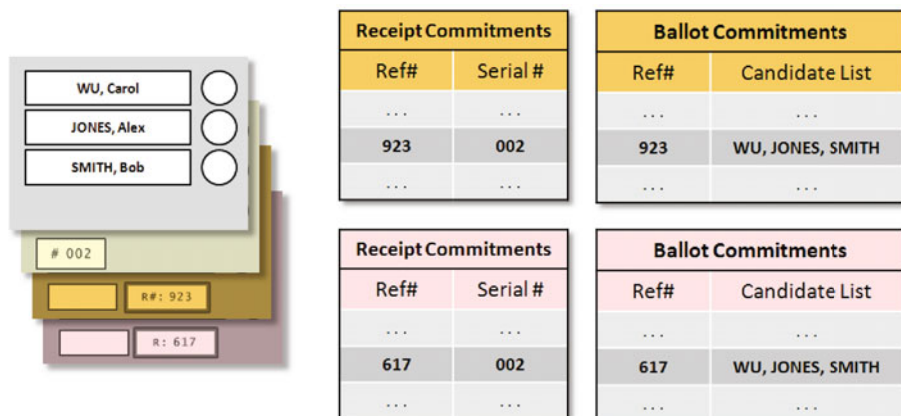 WU, Carol
JONES, Alex
SMITH, Bob
# 002
R#: 923
R: 617
Receipt Commitments
Ref# Serial #
... ...
923 002
... ...
Ballot Commitments
Ref# Candidate List
... ...
923 WU, JONES, SMITH
... ...
Receipt Commitments
Ref# Serial #
... ...
617 002
... ...
Ballot Commitments
Ref# Candidate List
... ...
617 WU, JONES, SMITH
... ...